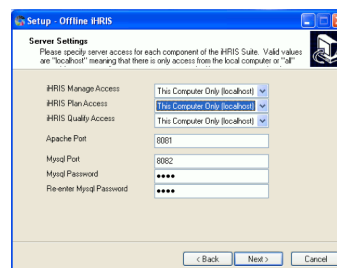 Setup - Offline iHRIS
Server Settings
Please specify server access for each component of the iHRIS Suite. Valid values
are "localhost" meaning that there is only access from the local computer or "all"
iHRIS Manage Access This Computer Only (localhost)
iHRIS Plan Access This Computer Only (localhost)
iHRIS Qualify Access This Computer Only (localhost)
Apache Port 8081
Mysql Port 8082
Mysql Password ●●●●
Re-enter Mysql Password ●●●●
< Back Next > Cancel